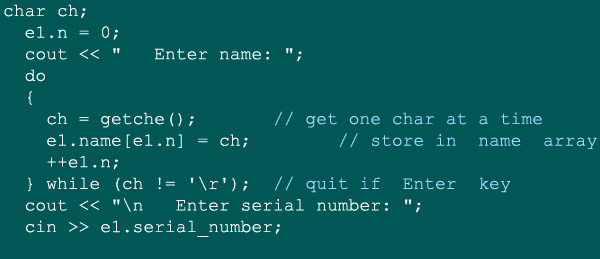 char ch;
e1.n = 0;
cout << "   Enter name: ";
do
{
ch = getche();        // get one char at a time
e1.name[e1.n] = ch;        // store in  name  array
++e1.n;
} while (ch != '\r');  // quit if  Enter  key
cout << "\n   Enter serial number: ";
cin >> e1.serial_number;